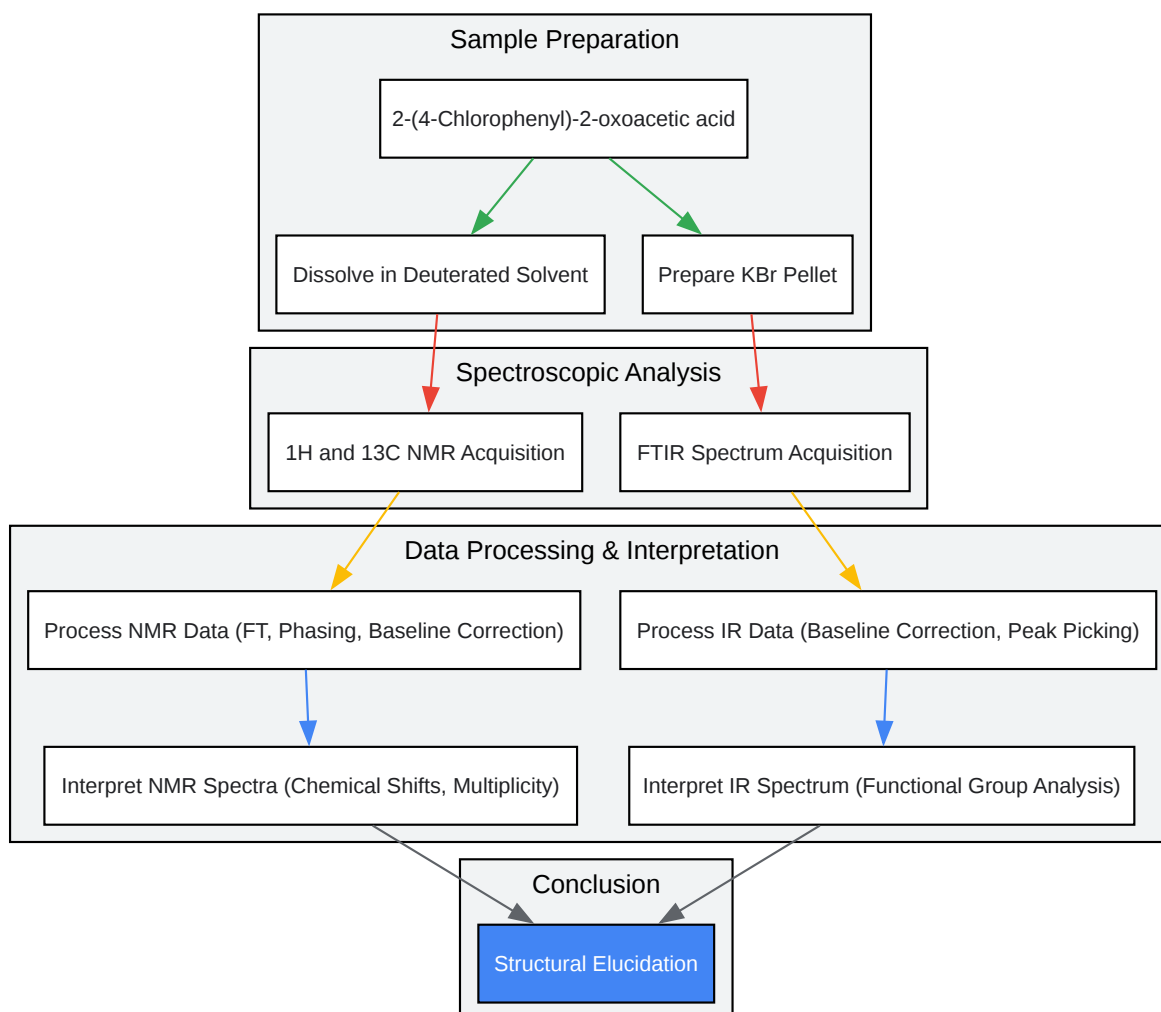 Sample Preparation
2-(4-Chlorophenyl)-2-oxoacetic acid
Dissolve in Deuterated Solvent
Prepare KBr Pellet
Spectroscopic Analysis
1H and 13C NMR Acquisition
FTIR Spectrum Acquisition
Data Processing & Interpretation
Process NMR Data (FT, Phasing, Baseline Correction)
Process IR Data (Baseline Correction, Peak Picking)
Interpret NMR Spectra (Chemical Shifts, Multiplicity)
Interpret IR Spectrum (Functional Group Analysis)
Conclusion
Structural Elucidation